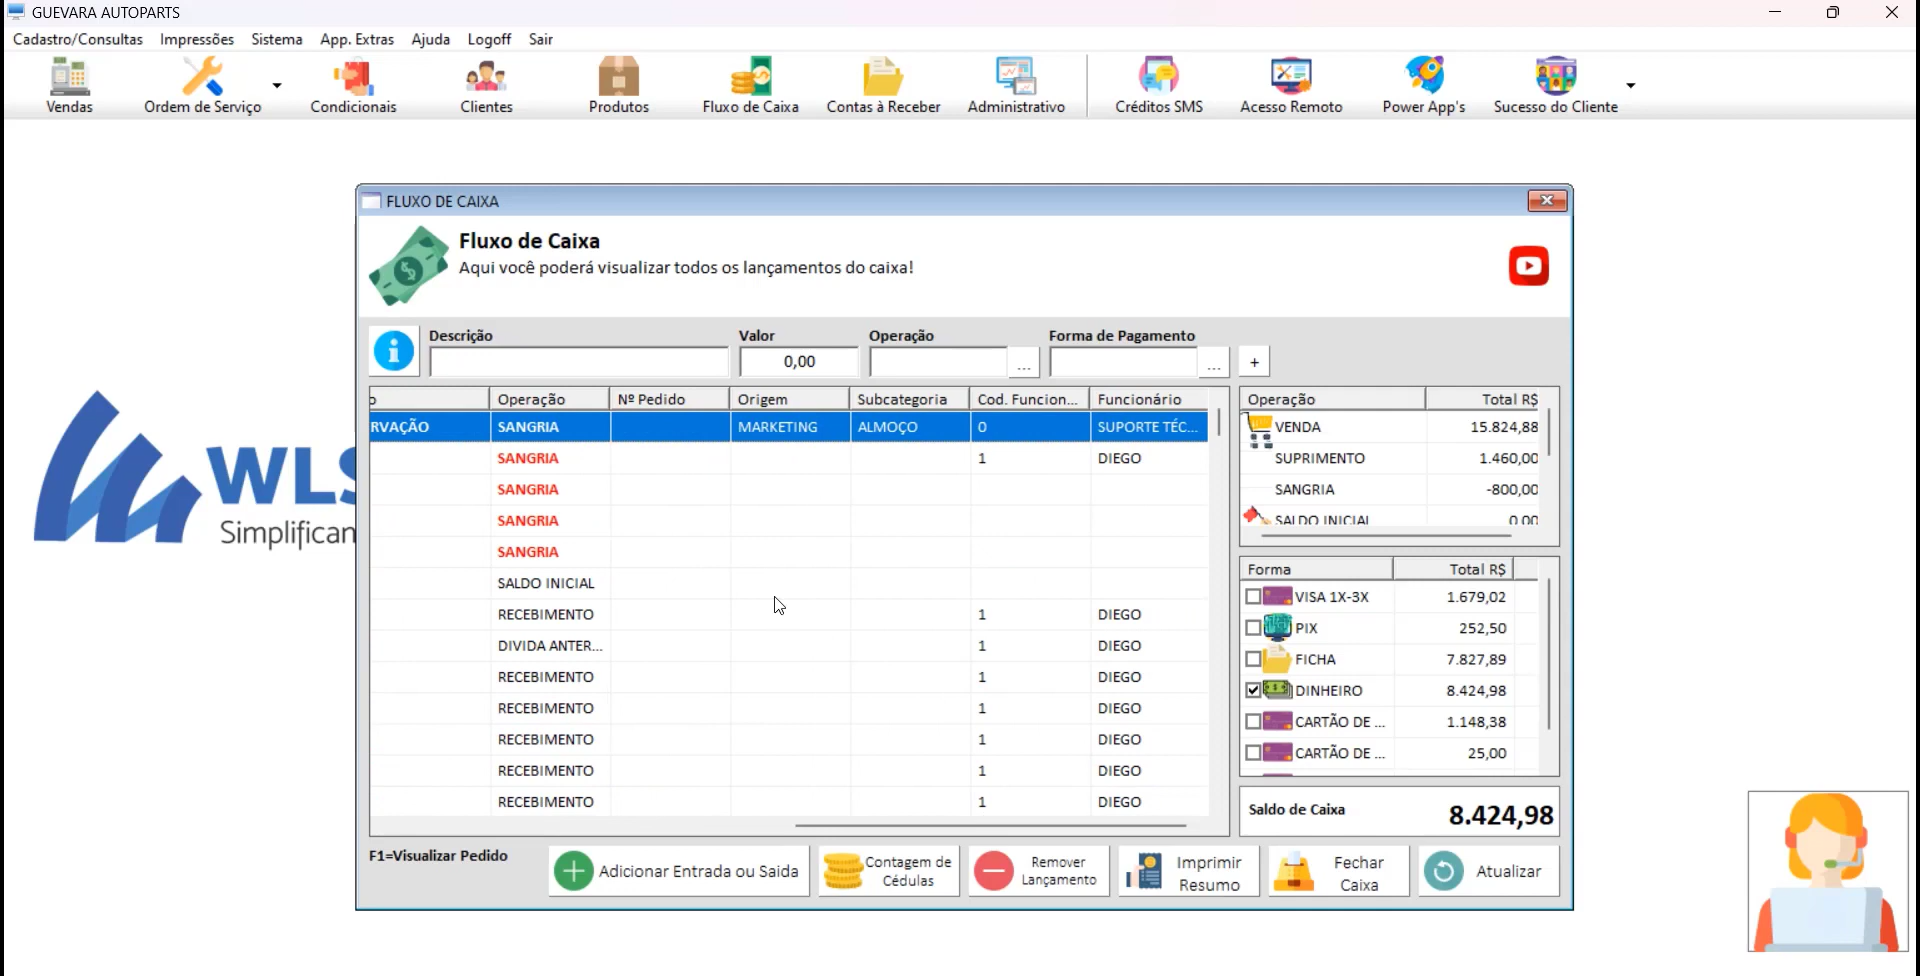 GUEVARA AUTOPARTS
Cadastro/Consultas Impressões Sistema App. Extras Ajuda Logoff Sair
Vendas Ordem de Serviço Condicionais Clientes Produtos Fluxo de Caixa Contas à Receber Administrativo Créditos SMS Acesso Remoto Power App's Sucesso do Cliente
FLUXO DE CAIXA
Fluxo de Caixa
Aqui você poderá visualizar todos os lançamentos do caixa!
Descrição Valor Operação Forma de Pagamento
0,00 ... ... +
o Operação Nº Pedido Origem Subcategoria Cod. Funcion... Funcionário
RVAÇÃO SANGRIA MARKETING ALMOÇO 0 SUPORTE TÉC...
SANGRIA 1 DIEGO
SANGRIA
SANGRIA
SANGRIA
SALDO INICIAL
RECEBIMENTO 1 DIEGO
DIVIDA ANTER... 1 DIEGO
RECEBIMENTO 1 DIEGO
RECEBIMENTO 1 DIEGO
RECEBIMENTO 1 DIEGO
RECEBIMENTO 1 DIEGO
RECEBIMENTO 1 DIEGO
Operação Total R$
VENDA 15.824,88
SUPRIMENTO 1.460,00
SANGRIA -800,00
SALDO INICIAL 0,00
Forma Total R$
VISA 1X-3X 1.679,02
PIX 252,50
FICHA 7.827,89
DINHEIRO 8.424,98
CARTÃO DE ... 1.148,38
CARTÃO DE ... 25,00
Saldo de Caixa 8.424,98
F1=Visualizar Pedido
Adicionar Entrada ou Saida
Contagem de
Cédulas
Remover
Lançamento
Imprimir
Resumo
Fechar
Caixa
Atualizar
WLS
Simplifican